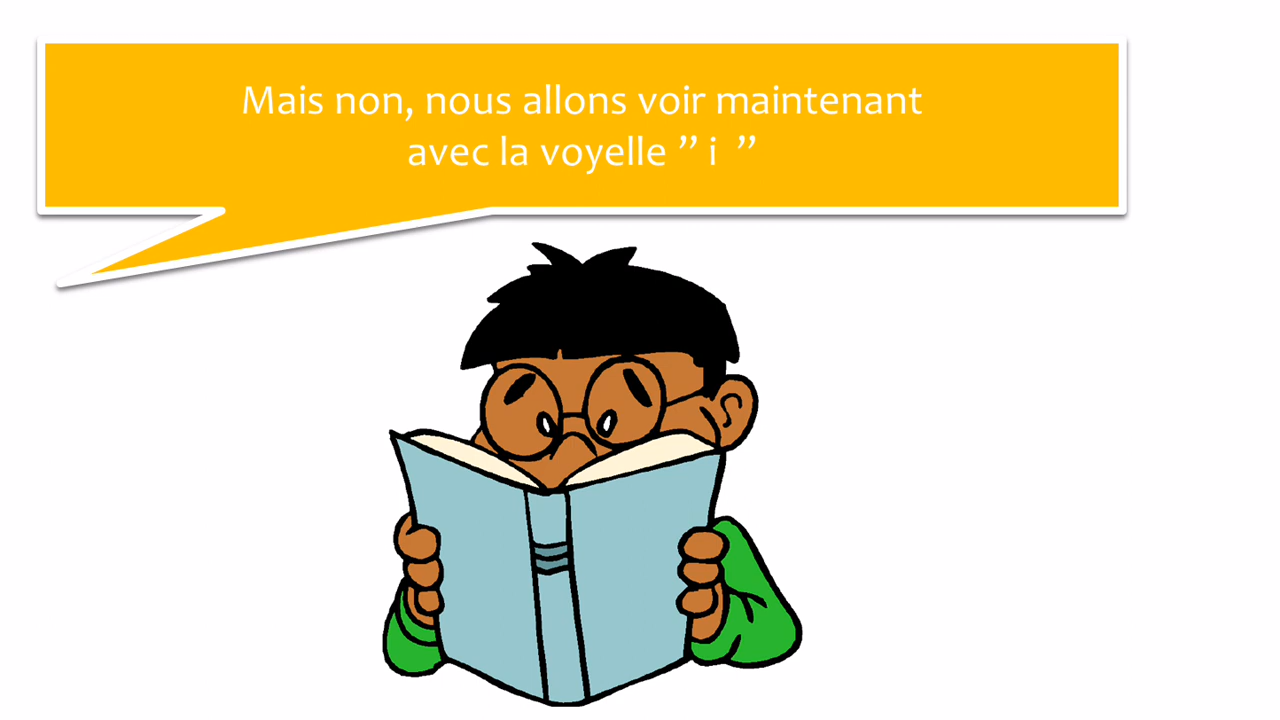 Mais non, nous allons voir maintenant
avec la voyelle ” i  ”